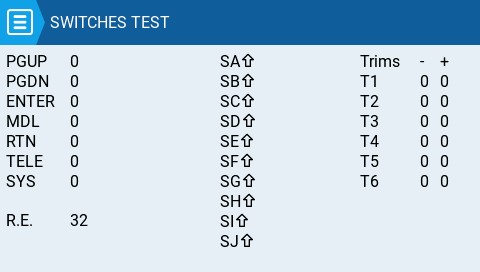 SWITCHES TEST
PGUP 0 SA⇧ Trims - +
PGDN 0 SB⇧ T1 0 0
ENTER 0 SC⇧ T2 0 0
MDL 0 SD⇧ T3 0 0
RTN 0 SE⇧ T4 0 0
TELE 0 SF⇧ T5 0 0
SYS 0 SG⇧ T6 0 0
SH⇧
R.E. 32 SI⇧
SJ⇧